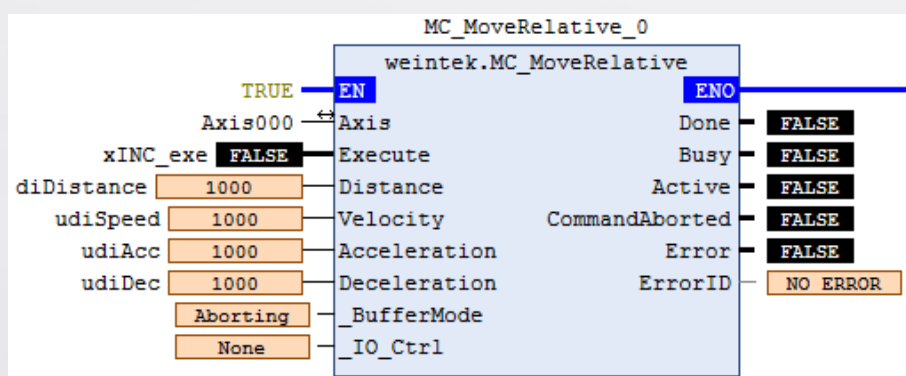 MC_MoveRelative_0
weintek.MC_MoveRelative
TRUE EN ENO
Axis000 Axis Done FALSE
xINC_exe FALSE Execute Busy FALSE
diDistance 1000 Distance Active FALSE
udiSpeed 1000 Velocity CommandAborted FALSE
udiAcc 1000 Acceleration Error FALSE
udiDec 1000 Deceleration ErrorID NO ERROR
Aborting _BufferMode
None _IO_Ctrl